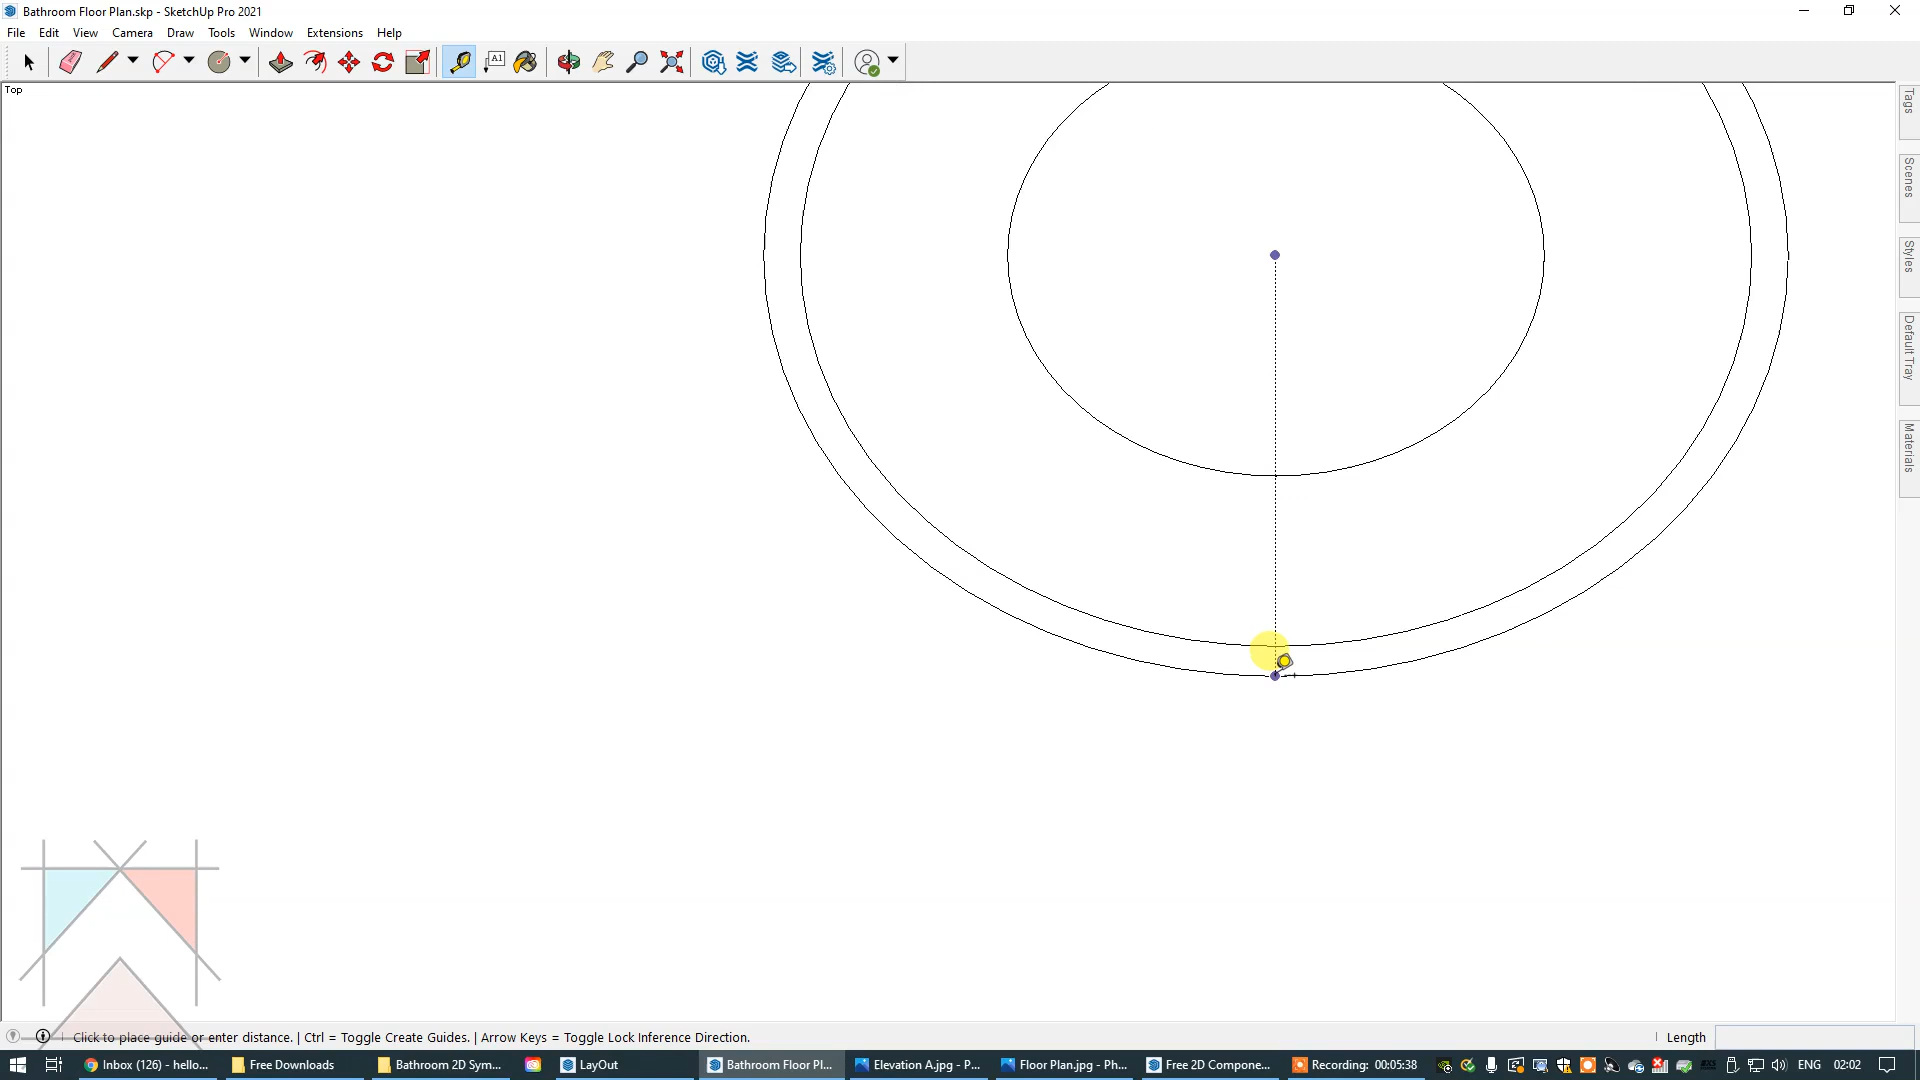 Bathroom Floor Plan.skp - SketchUp Pro 2021
File Edit View Camera Draw Tools Window Extensions Help
A1
Top
Tags
Scenes
Styles
Default Tray
Materials
Click to place guide or enter distance. | Ctrl = Toggle Create Guides. | Arrow Keys = Toggle Lock Inference Direction.
Length
Inbox (126) - hello... Free Downloads Bathroom 2D Sym... LayOut Bathroom Floor Pl... Elevation A.jpg - P... Floor Plan.jpg - Ph... Free 2D Compone... Recording: 00:05:38 ENG 02:02